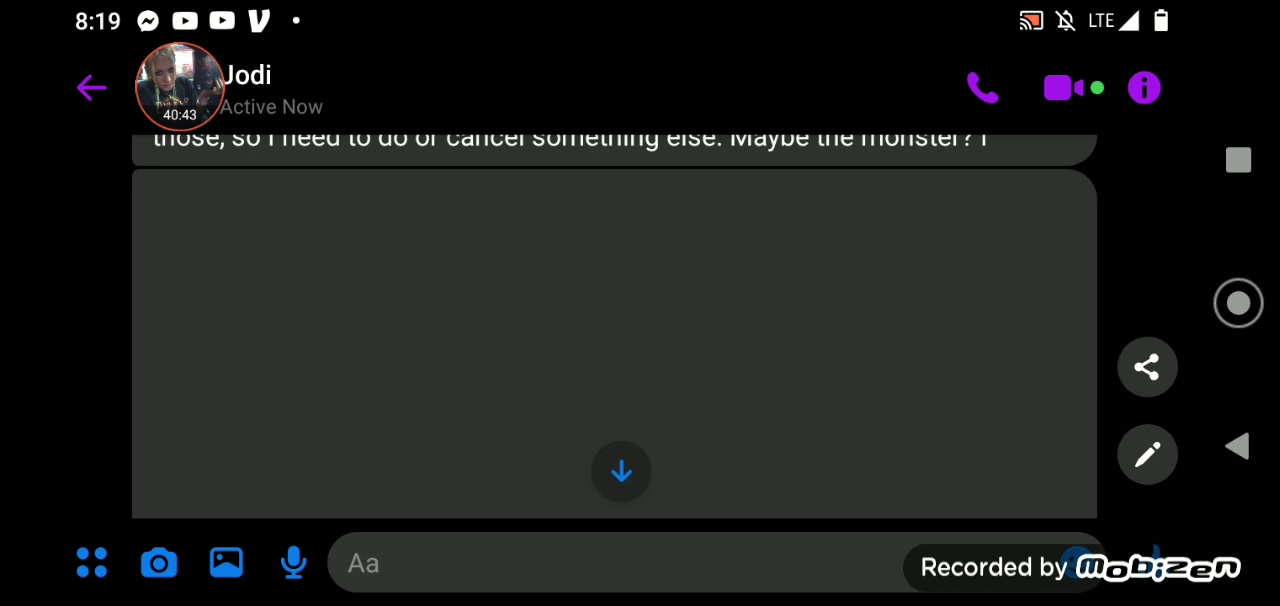 8:19
LTE
Jodi
Active Now
40:43
those, so I need to do or cancel something else. Maybe the monster? I
Aa
Recorded by mobizen